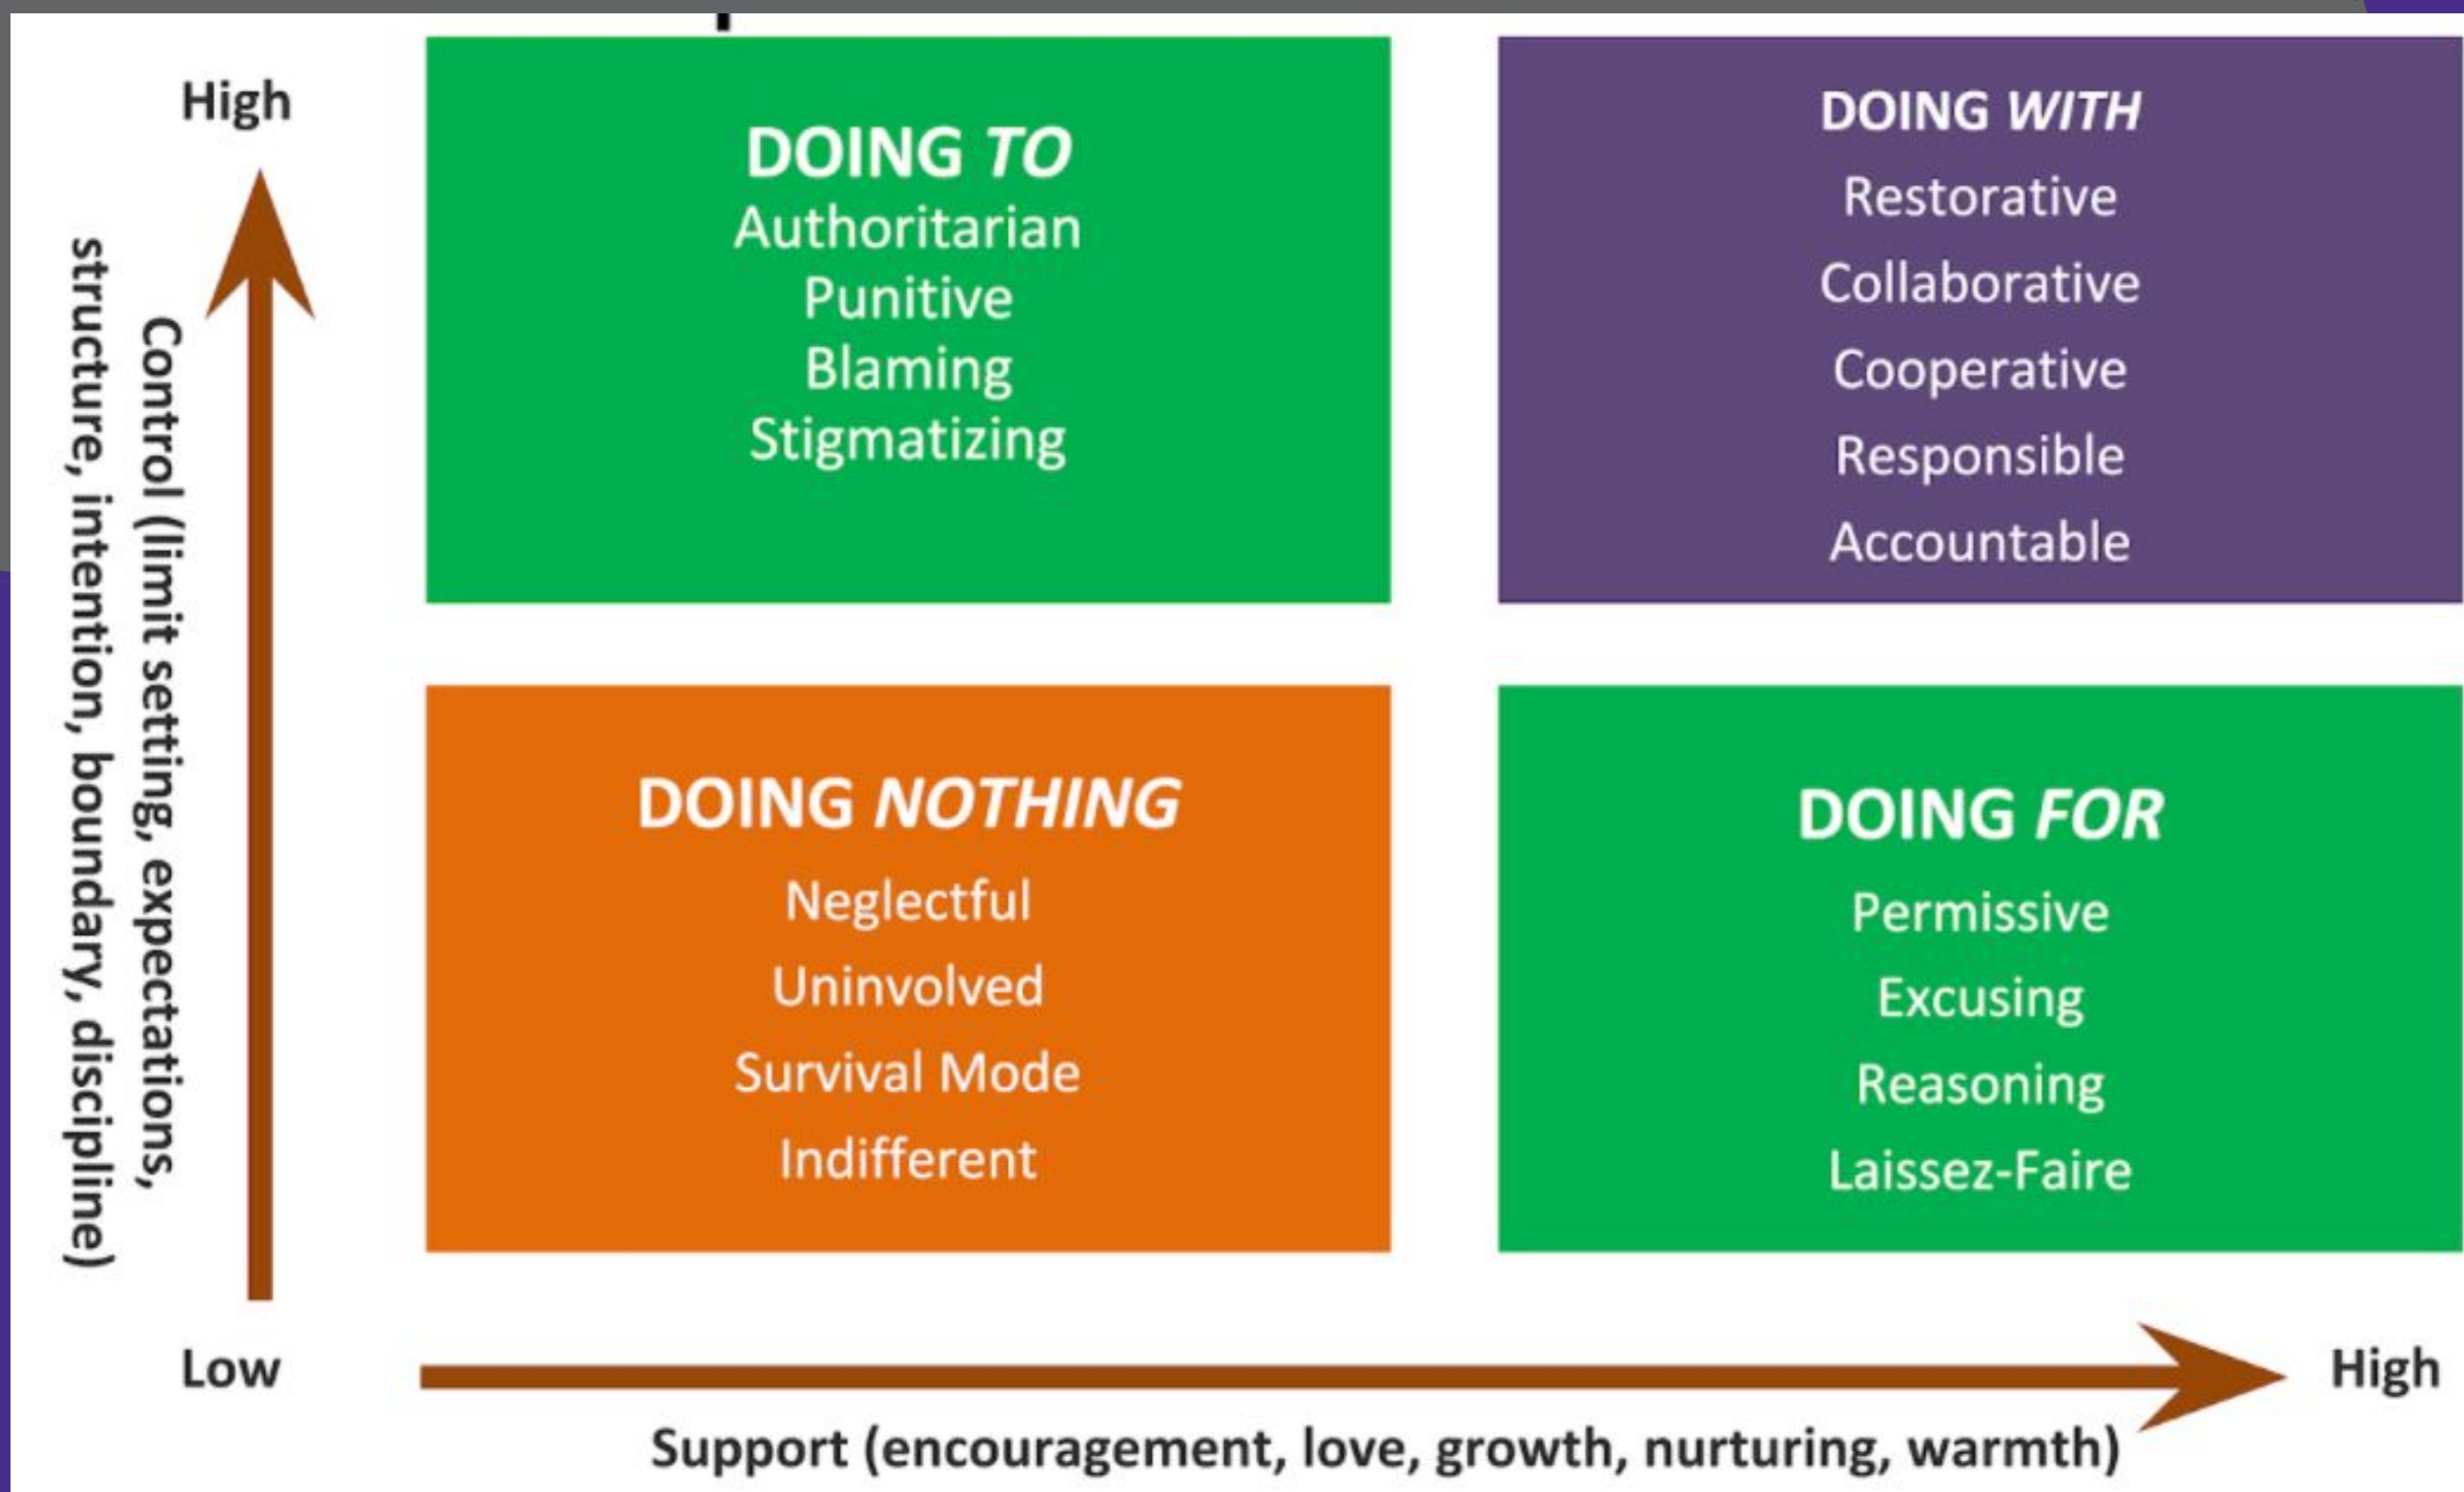 High
DOING TO
Authoritarian
Punitive
Blaming
Stigmatizing
DOING WITH
Restorative
Collaborative
Cooperative
Responsible
Accountable
Control (limit setting, expectations,
structure, intention, boundary, discipline)
DOING NOTHING
Neglectful
Uninvolved
Survival Mode
Indifferent
DOING FOR
Permissive
Excusing
Reasoning
Laissez-Faire
Low
High
Support (encouragement, love, growth, nurturing, warmth)